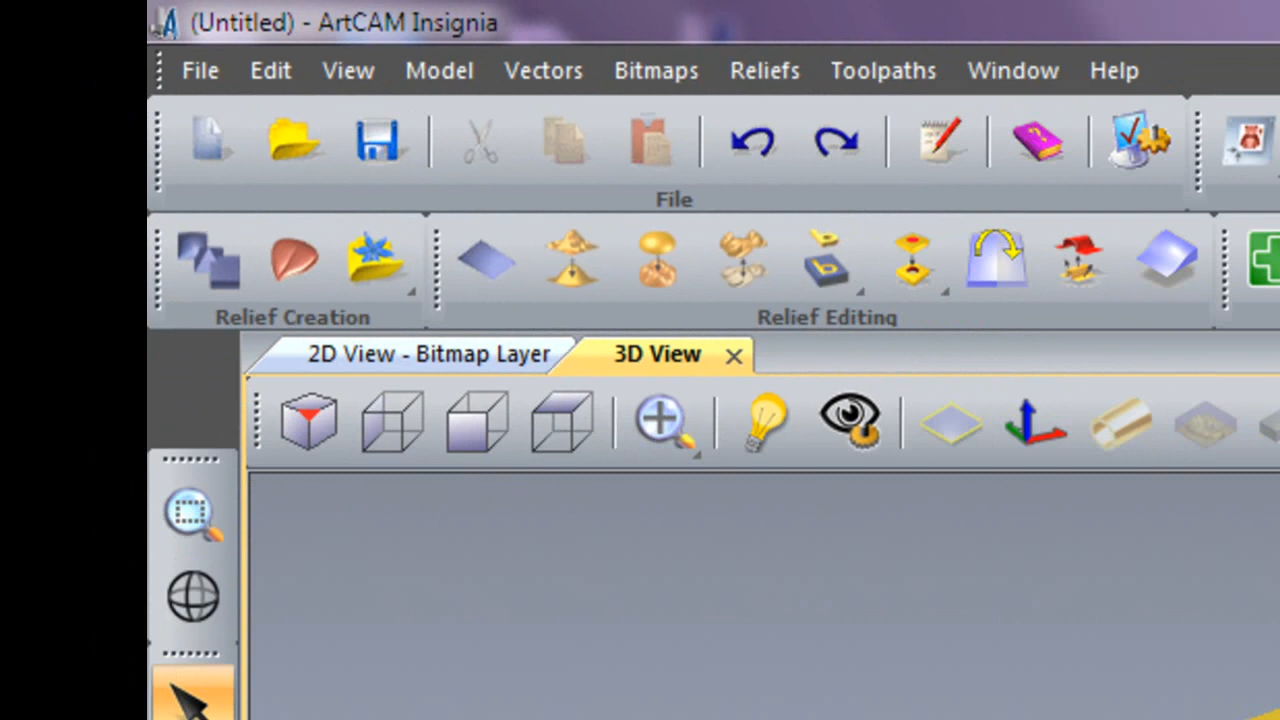 (Untitled) - ArtCAM Insignia
File Edit View Model Vectors Bitmaps Reliefs Toolpaths Window Help
File
Relief Creation Relief Editing
2D View - Bitmap Layer 3D View